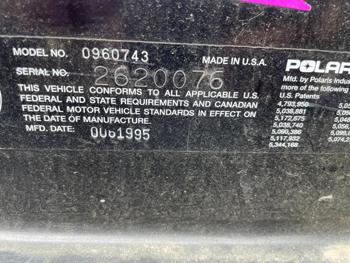 MODEL NO. 0960743 MADE IN U.S.A.
SERIAL NO. 2620076
THIS VEHICLE CONFORMS TO ALL APPLICABLE U.S.
FEDERAL AND STATE REQUIREMENTS AND CANADIAN
FEDERAL MOTOR VEHICLE STANDARDS IN EFFECT ON
THE DATE OF MANUFACTURE.
MFD. DATE: 0061995
POLAR
Mfd. by Polaris Indus
more of the following
U.S. Patents
4,793,950
5,038,881
5,172,675
5,038,740
5,090,386
5,117,932
5,344,168